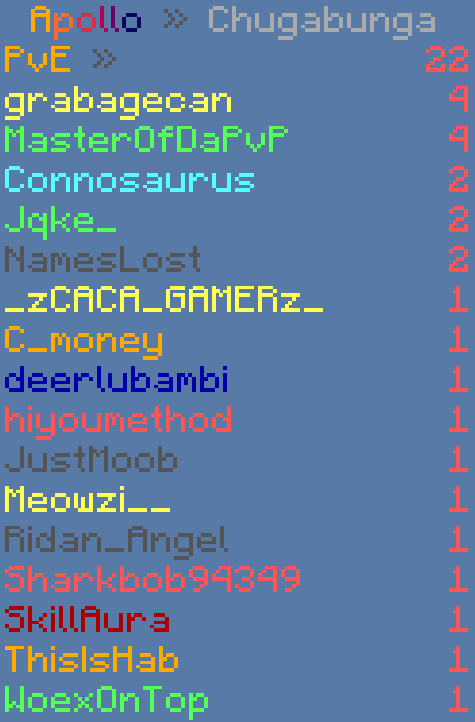 Apollo » Chugabunga
PvE » 22
grabagecan 4
MasterOfDaPvP 4
Connosaurus 2
Jqke_ 2
NamesLost 2
_zCACA_GAMERz_ 1
C_money 1
deerlubambi 1
hiyoumethod 1
JustMoob 1
Meowzi__ 1
Ridan_Angel 1
Sharkbob94349 1
SkillAura 1
ThisIsHab 1
WoexOnTop 1